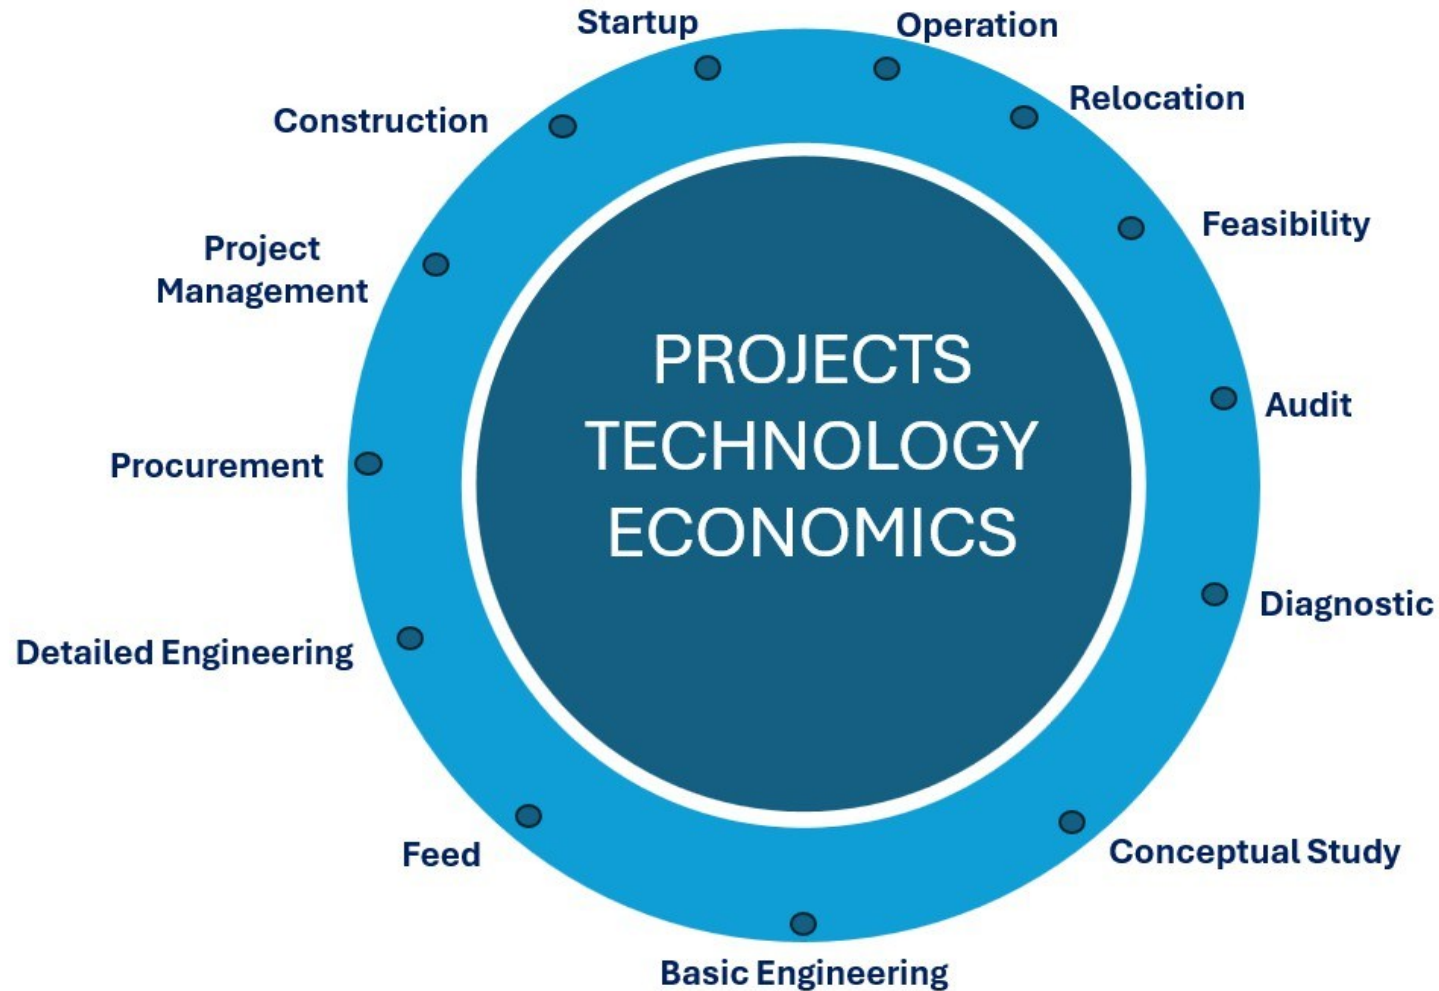 Startup
Operation
Relocation
Construction
Feasibility
Project
Management
PROJECTS
TECHNOLOGY
ECONOMICS
Audit
Procurement
Diagnostic
Detailed Engineering
Feed
Conceptual Study
Basic Engineering